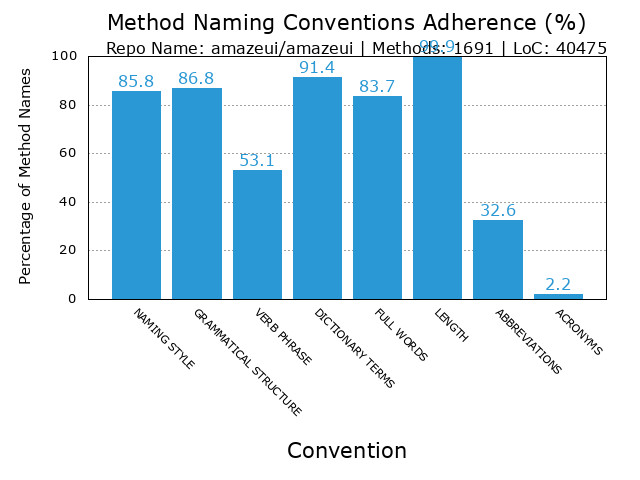 Method Naming Conventions Adherence (%)
Repo Name: amazeui/amazeui | Methods: 1691 | LoC: 40475
Percentage of Method Names
100
80
60
40
20
0
85.8
86.8
53.1
91.4
83.7
99.9
32.6
2.2
NAMING STYLE
GRAMMATICAL STRUCTURE
VERB PHRASE
DICTIONARY TERMS
FULL WORDS
LENGTH
ABBREVIATIONS
ACRONYMS
Convention